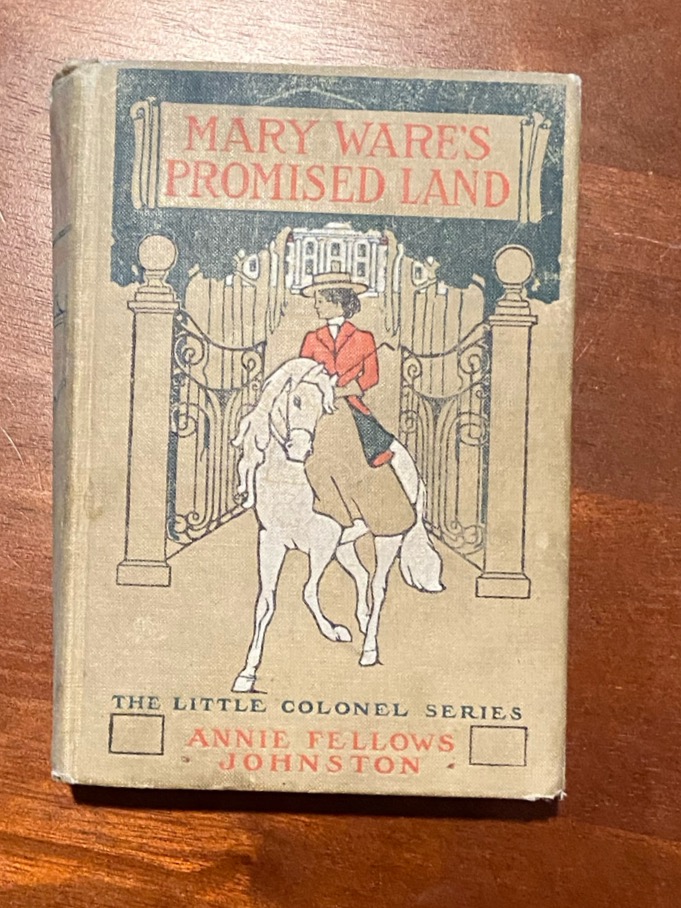 MARY WARE'S
PROMISED LAND
THE LITTLE COLONEL SERIES
ANNIE FELLOWS
JOHNSTON